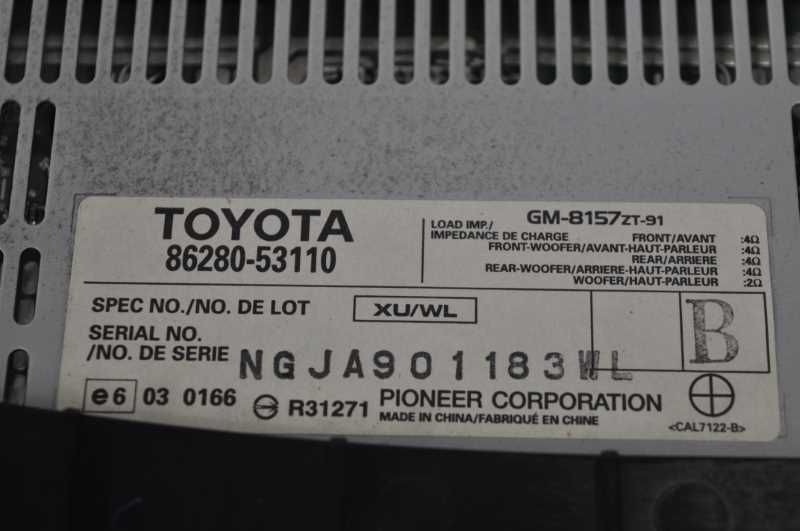 TOYOTA
86280-53110
GM-8157ZT-91
LOAD IMP./
IMPEDANCE DE CHARGE
FRONT/AVANT :4Ω
FRONT-WOOFER/AVANT-HAUT-PARLEUR :4Ω
REAR/ARRIERE :4Ω
REAR-WOOFER/ARRIERE-HAUT-PARLEUR :4Ω
WOOFER/HAUT-PARLEUR :2Ω
SPEC NO./NO. DE LOT XU/WL
SERIAL NO.
/NO. DE SERIE NGJA901183WL
B
e6 03 0166 R31271 PIONEER CORPORATION
MADE IN CHINA/FABRIQUÉ EN CHINE
<CAL7122-B>